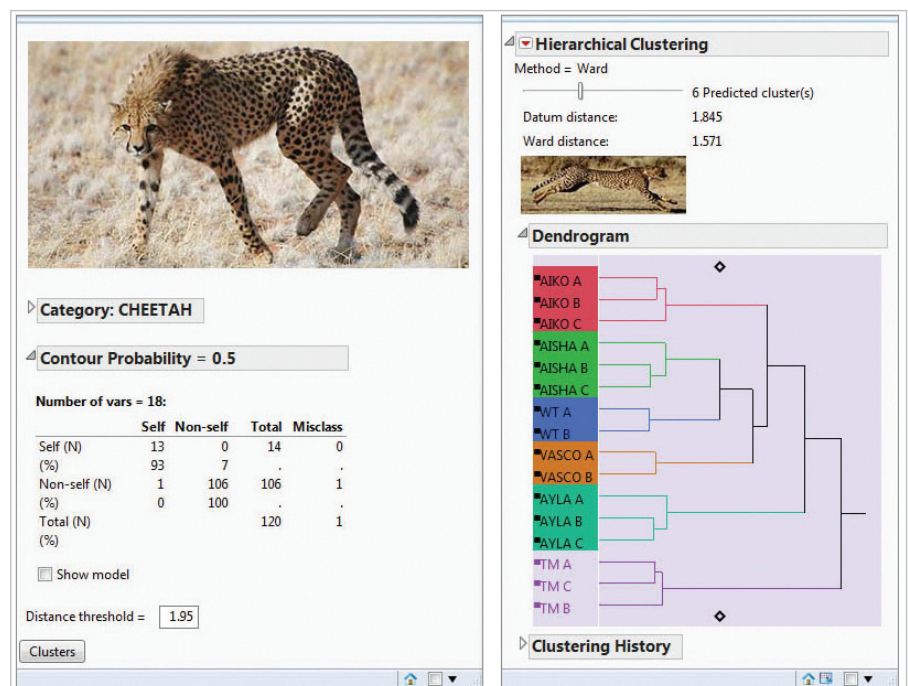 Category: CHEETAH
Contour Probability = 0.5
Number of vars = 18:
Self Non-self Total Misclass
Self (N) 13 0 14 0
(%) 93 7 . .
Non-self (N) 1 106 106 1
(%) 0 100 . .
Total (N) 120 1
(%)
Show model
Distance threshold = 1.95
Clusters
Hierarchical Clustering
Method = Ward
6 Predicted cluster(s)
Datum distance: 1.845
Ward distance: 1.571
Dendrogram
AIKO A
AIKO B
AIKO C
AISHA A
AISHA B
AISHA C
WT A
WT B
VASCO A
VASCO B
AYLA A
AYLA B
AYLA C
TM A
TM C
TM B
Clustering History